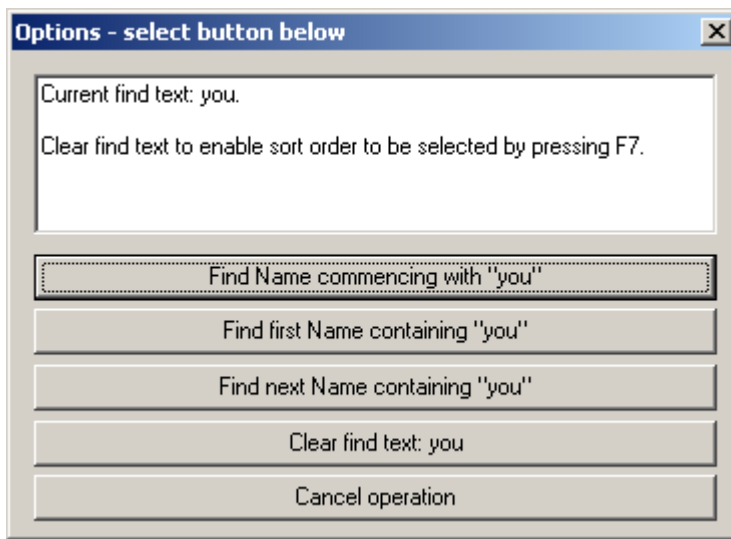 Options - select button below
Current find text: you.
Clear find text to enable sort order to be selected by pressing F7.
Find Name commencing with "you"
Find first Name containing "you"
Find next Name containing "you"
Clear find text: you
Cancel operation